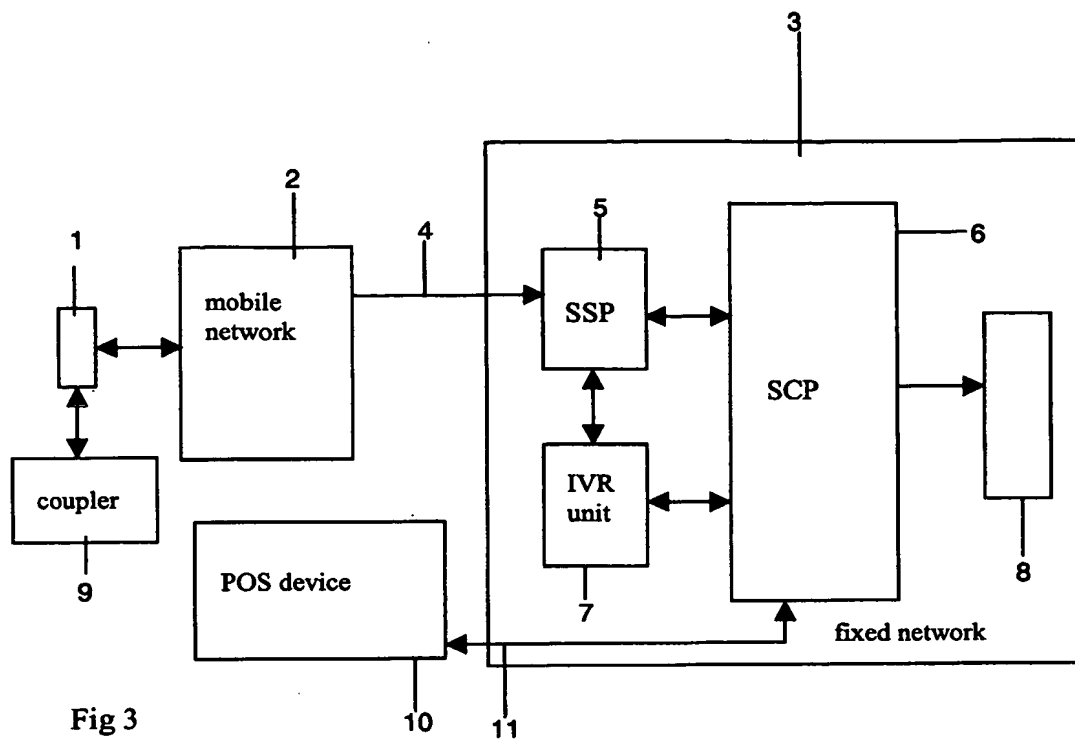 3
2
1
4
5
6
mobile
network
SSP
SCP
coupler
IVR
unit
9
POS device
7
8
fixed network
Fig 3
10
11